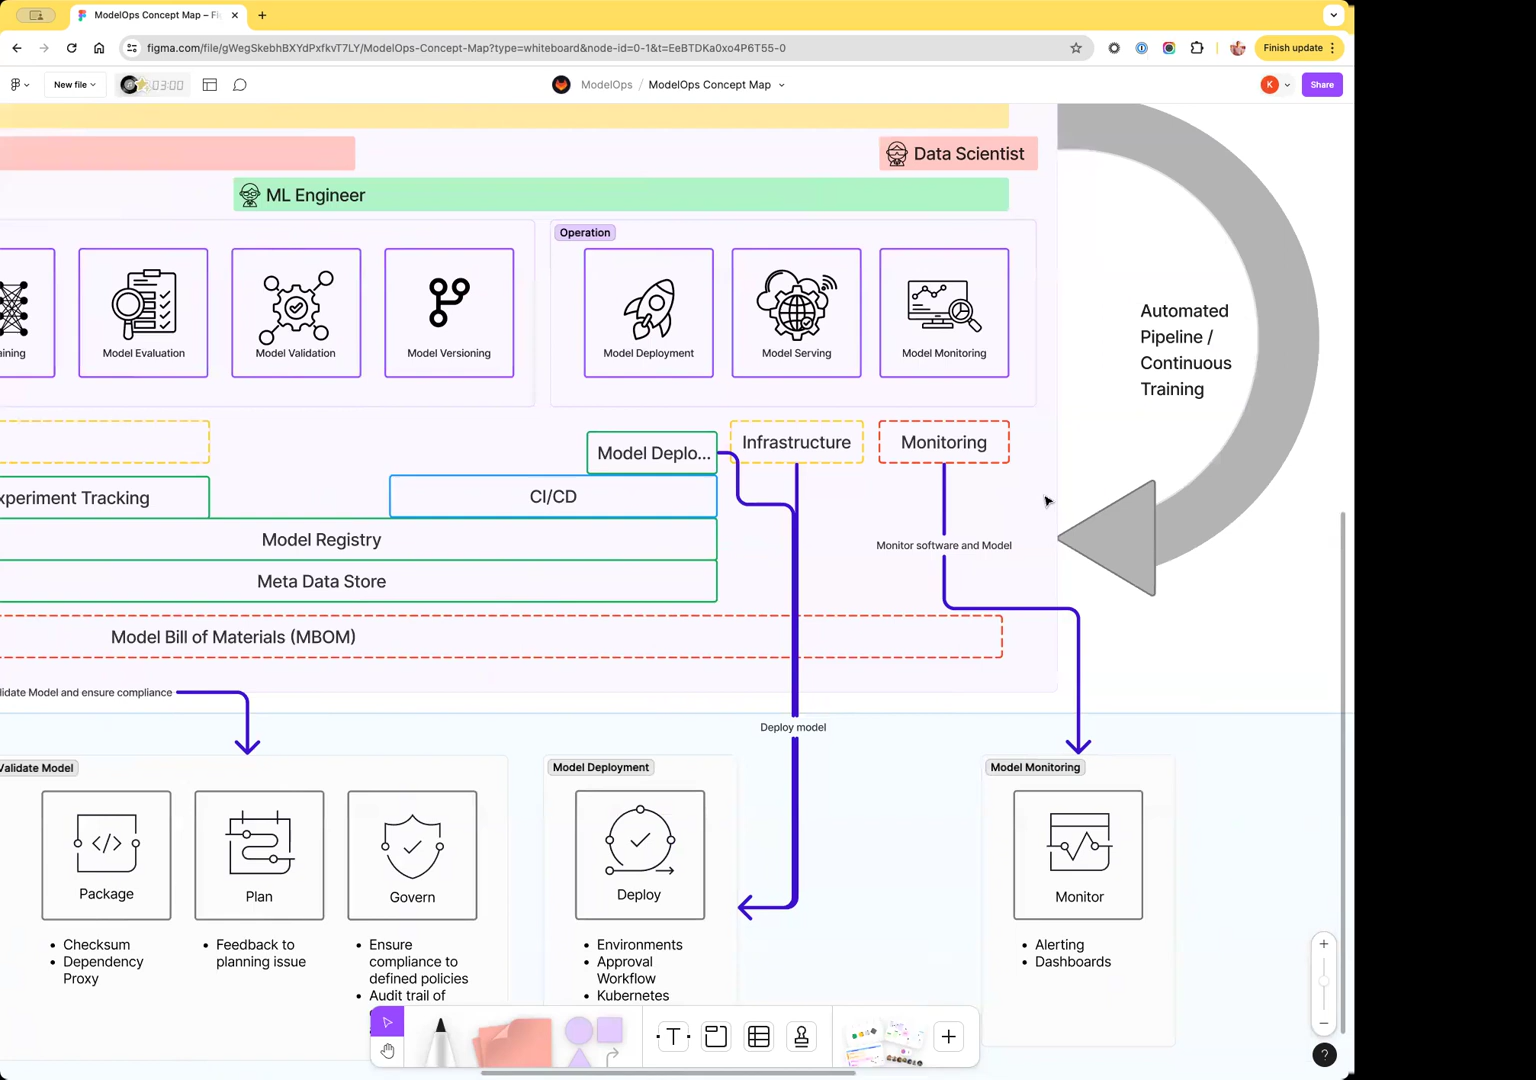 ModelOps Concept Map – Fi
figma.com/file/gWegSkebhBXYdPxfkvT7LY/ModelOps-Concept-Map?type=whiteboard&node-id=0-1&t=EeBTDKa0xo4P6T55-0
Finish update
New file
03:00
ModelOps / ModelOps Concept Map
K
Share
Data Scientist
ML Engineer
Operation
aining
Model Evaluation
Model Validation
Model Versioning
Model Deployment
Model Serving
Model Monitoring
Automated
Pipeline /
Continuous
Training
Model Deplo...
Infrastructure
Monitoring
xperiment Tracking
CI/CD
Model Registry
Monitor software and Model
Meta Data Store
Model Bill of Materials (MBOM)
lidate Model and ensure compliance
Deploy model
Validate Model
Model Deployment
Model Monitoring
Package
Plan
Govern
Deploy
Monitor
• Checksum
• Dependency
Proxy
• Feedback to
planning issue
• Ensure
compliance to
defined policies
• Audit trail of
• Environments
• Approval
Workflow
• Kubernetes
• Alerting
• Dashboards
T
?